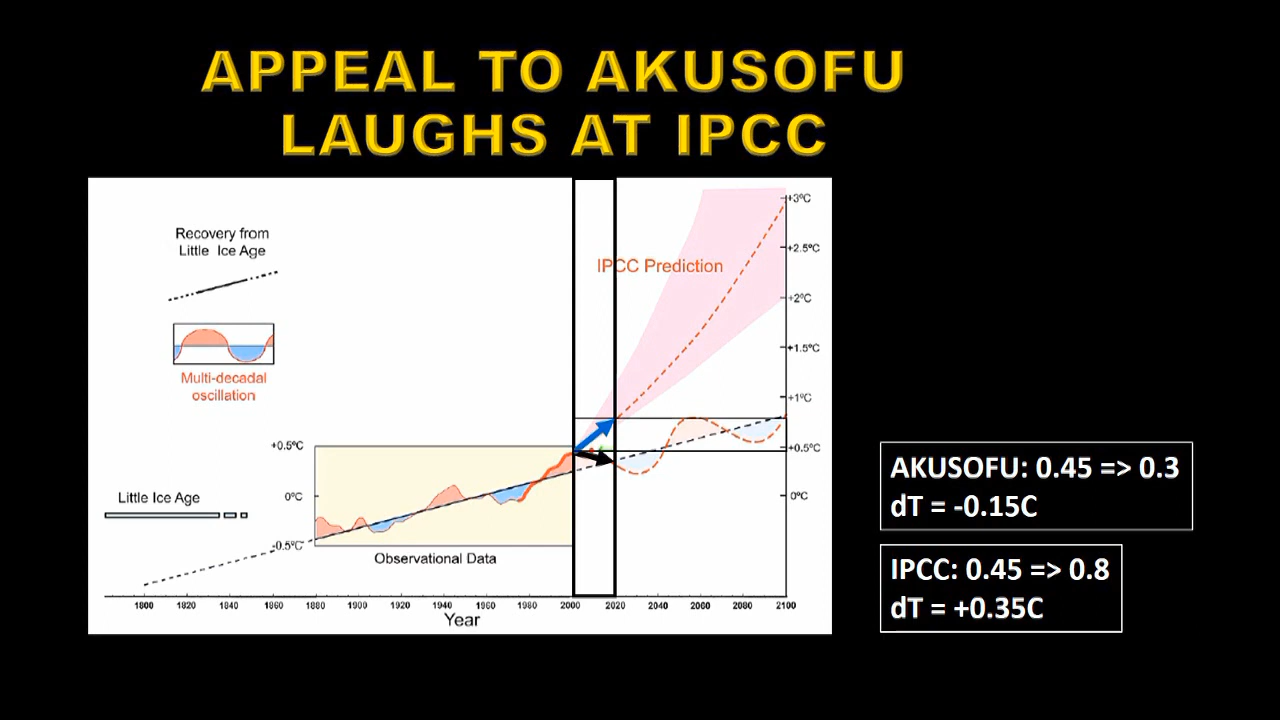 APPEAL TO AKUSOFU
LAUGHS AT IPCC
Recovery from
Little Ice Age
Multi-decadal
oscillation
IPCC Prediction
+3ºC
+2.5ºC
+2ºC
+1.5ºC
+1ºC
+0.5ºC
0ºC
+0.5ºC
0ºC
-0.5ºC
Little Ice Age
Observational Data
1800 1820 1840 1860 1880 1900 1920 1940 1960 1980 2000 2020 2040 2060 2080 2100
Year
AKUSOFU: 0.45 => 0.3
dT = -0.15C
IPCC: 0.45 => 0.8
dT = +0.35C